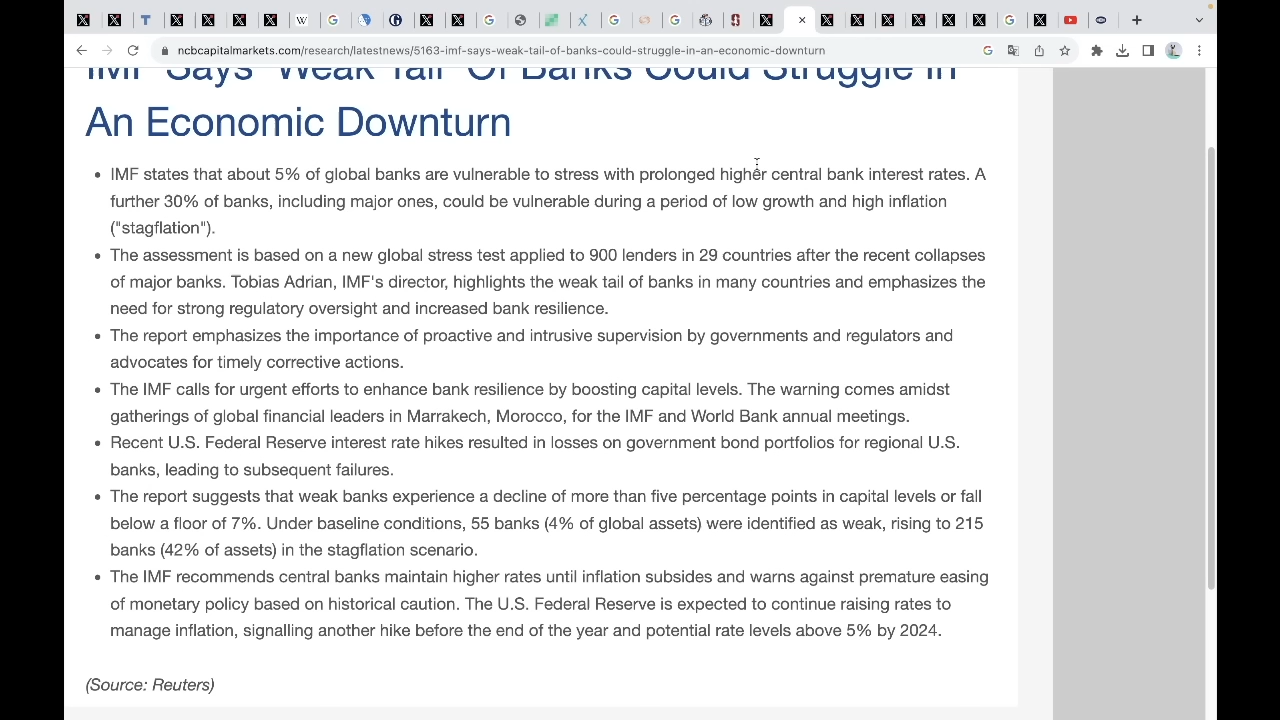 ncbcapitalmarkets.com/research/latestnews/5163-imf-says-weak-tail-of-banks-could-struggle-in-an-economic-downturn
IMF Says 'Weak Tail' Of Banks Could Struggle In
An Economic Downturn
IMF states that about 5% of global banks are vulnerable to stress with prolonged higher central bank interest rates. A
further 30% of banks, including major ones, could be vulnerable during a period of low growth and high inflation
("stagflation").
The assessment is based on a new global stress test applied to 900 lenders in 29 countries after the recent collapses
of major banks. Tobias Adrian, IMF's director, highlights the weak tail of banks in many countries and emphasizes the
need for strong regulatory oversight and increased bank resilience.
The report emphasizes the importance of proactive and intrusive supervision by governments and regulators and
advocates for timely corrective actions.
The IMF calls for urgent efforts to enhance bank resilience by boosting capital levels. The warning comes amidst
gatherings of global financial leaders in Marrakech, Morocco, for the IMF and World Bank annual meetings.
Recent U.S. Federal Reserve interest rate hikes resulted in losses on government bond portfolios for regional U.S.
banks, leading to subsequent failures.
The report suggests that weak banks experience a decline of more than five percentage points in capital levels or fall
below a floor of 7%. Under baseline conditions, 55 banks (4% of global assets) were identified as weak, rising to 215
banks (42% of assets) in the stagflation scenario.
The IMF recommends central banks maintain higher rates until inflation subsides and warns against premature easing
of monetary policy based on historical caution. The U.S. Federal Reserve is expected to continue raising rates to
manage inflation, signalling another hike before the end of the year and potential rate levels above 5% by 2024.
(Source: Reuters)